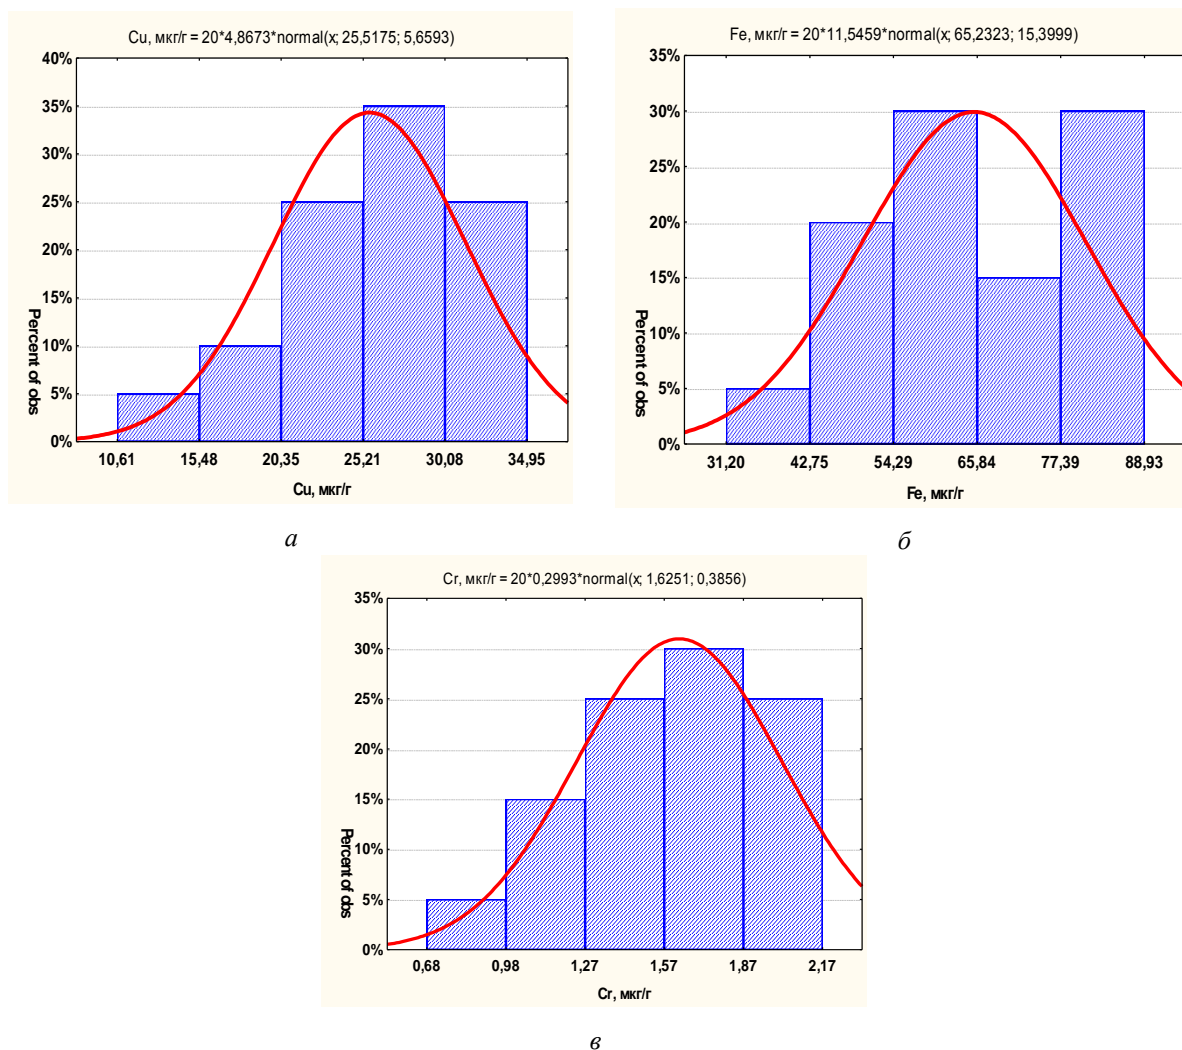 Cu, мкг/г = 20*4,8673*normal(x; 25,5175; 5,6593)
40%
35%
30%
25%
20%
15%
10%
5%
0%
Percent of obs
10,61 15,48 20,35 25,21 30,08 34,95
Cu, мкг/г
а
Fe, мкг/г = 20*11,5459*normal(x; 65,2323; 15,3999)
35%
30%
25%
20%
15%
10%
5%
0%
Percent of obs
31,20 42,75 54,29 65,84 77,39 88,93
Fe, мкг/г
б
Cr, мкг/г = 20*0,2993*normal(x; 1,6251; 0,3856)
35%
30%
25%
20%
15%
10%
5%
0%
Percent of obs
0,68 0,98 1,27 1,57 1,87 2,17
Cr, мкг/г
в